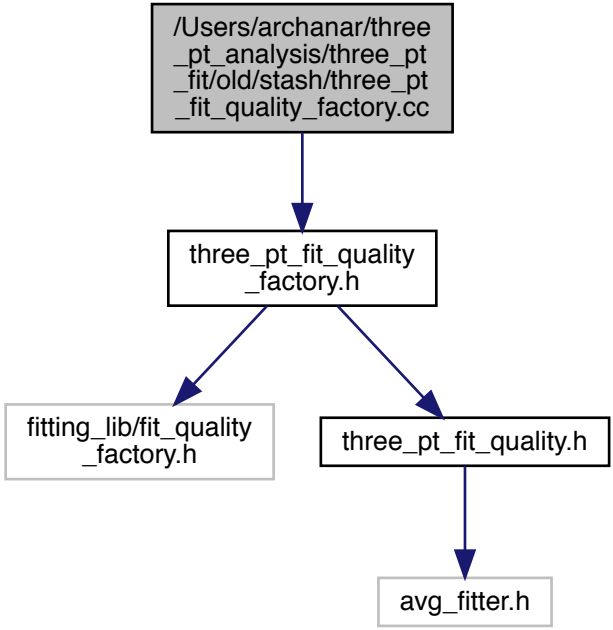 /Users/archanar/three
_pt_analysis/three_pt
_fit/old/stash/three_pt
_fit_quality_factory.cc
three_pt_fit_quality
_factory.h
fitting_lib/fit_quality
_factory.h
three_pt_fit_quality.h
avg_fitter.h